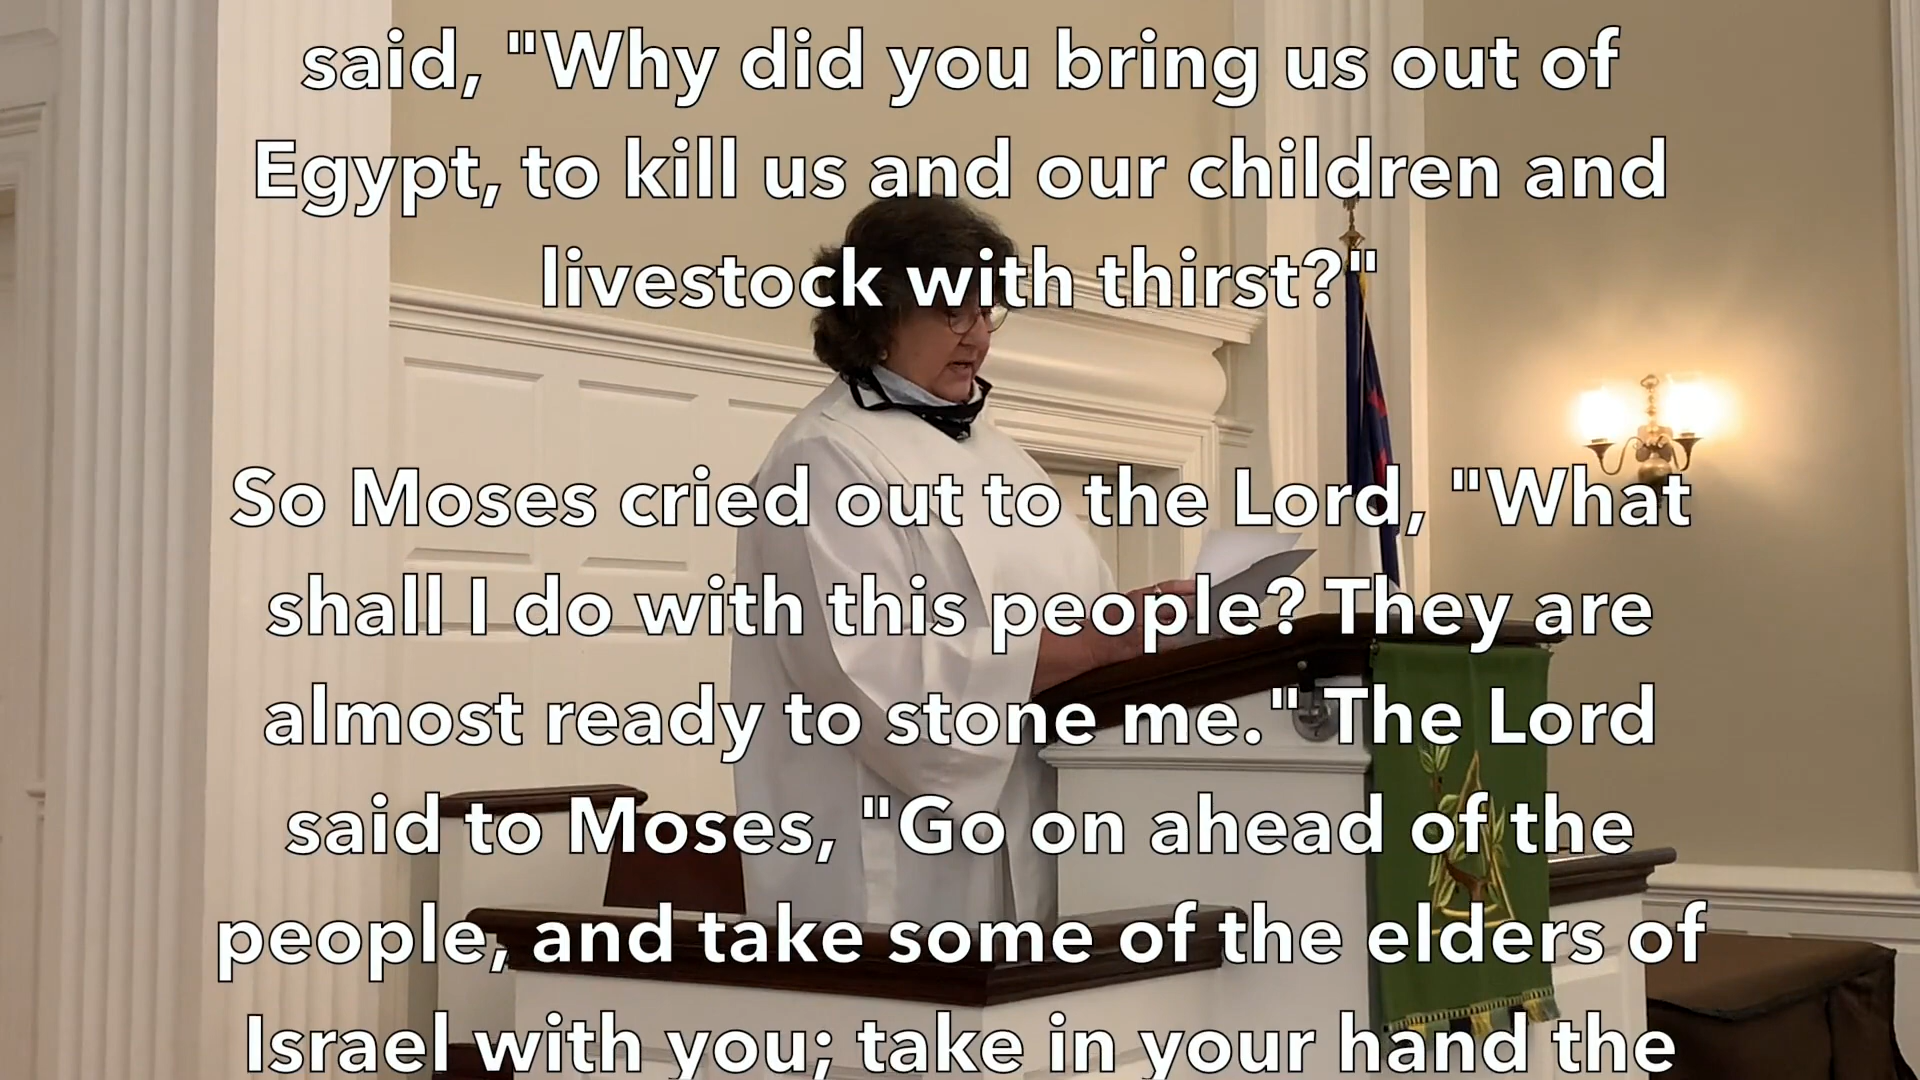 said, "Why did you bring us out of
Egypt, to kill us and our children and
livestock with thirst?"
So Moses cried out to the Lord, "What
shall I do with this people? They are
almost ready to stone me." The Lord
said to Moses, "Go on ahead of the
people, and take some of the elders of
Israel with you; take in your hand the